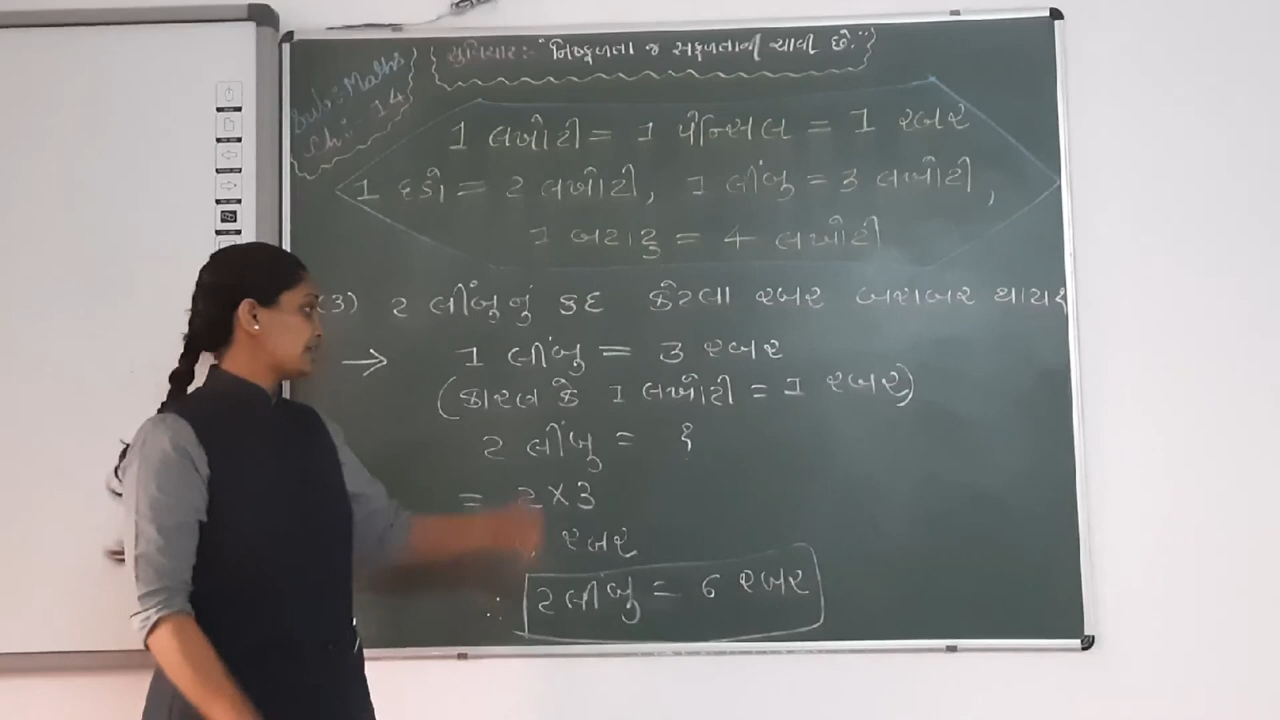 Sub:- Maths
Ch:- 14
સુવિચાર:- "નિષ્ફળતા જ સફળતાની ચાવી છે."
1 લખોટી = 1 પેન્સિલ = 1 રબર
1 દડો = 2 લખોટી, 1 લીંબુ = 3 લખોટી,
1 બટાટુ = 4 લખોટી
(3) 2 લીંબુનું કદ કેટલા રબર બરાબર થાય?
→ 1 લીંબુ = 3 રબર
(કારણ કે 1 લખોટી = 1 રબર)
2 લીંબુ = ?
= 2 × 3
રબર
∴ 2 લીંબુ = 6 રબર